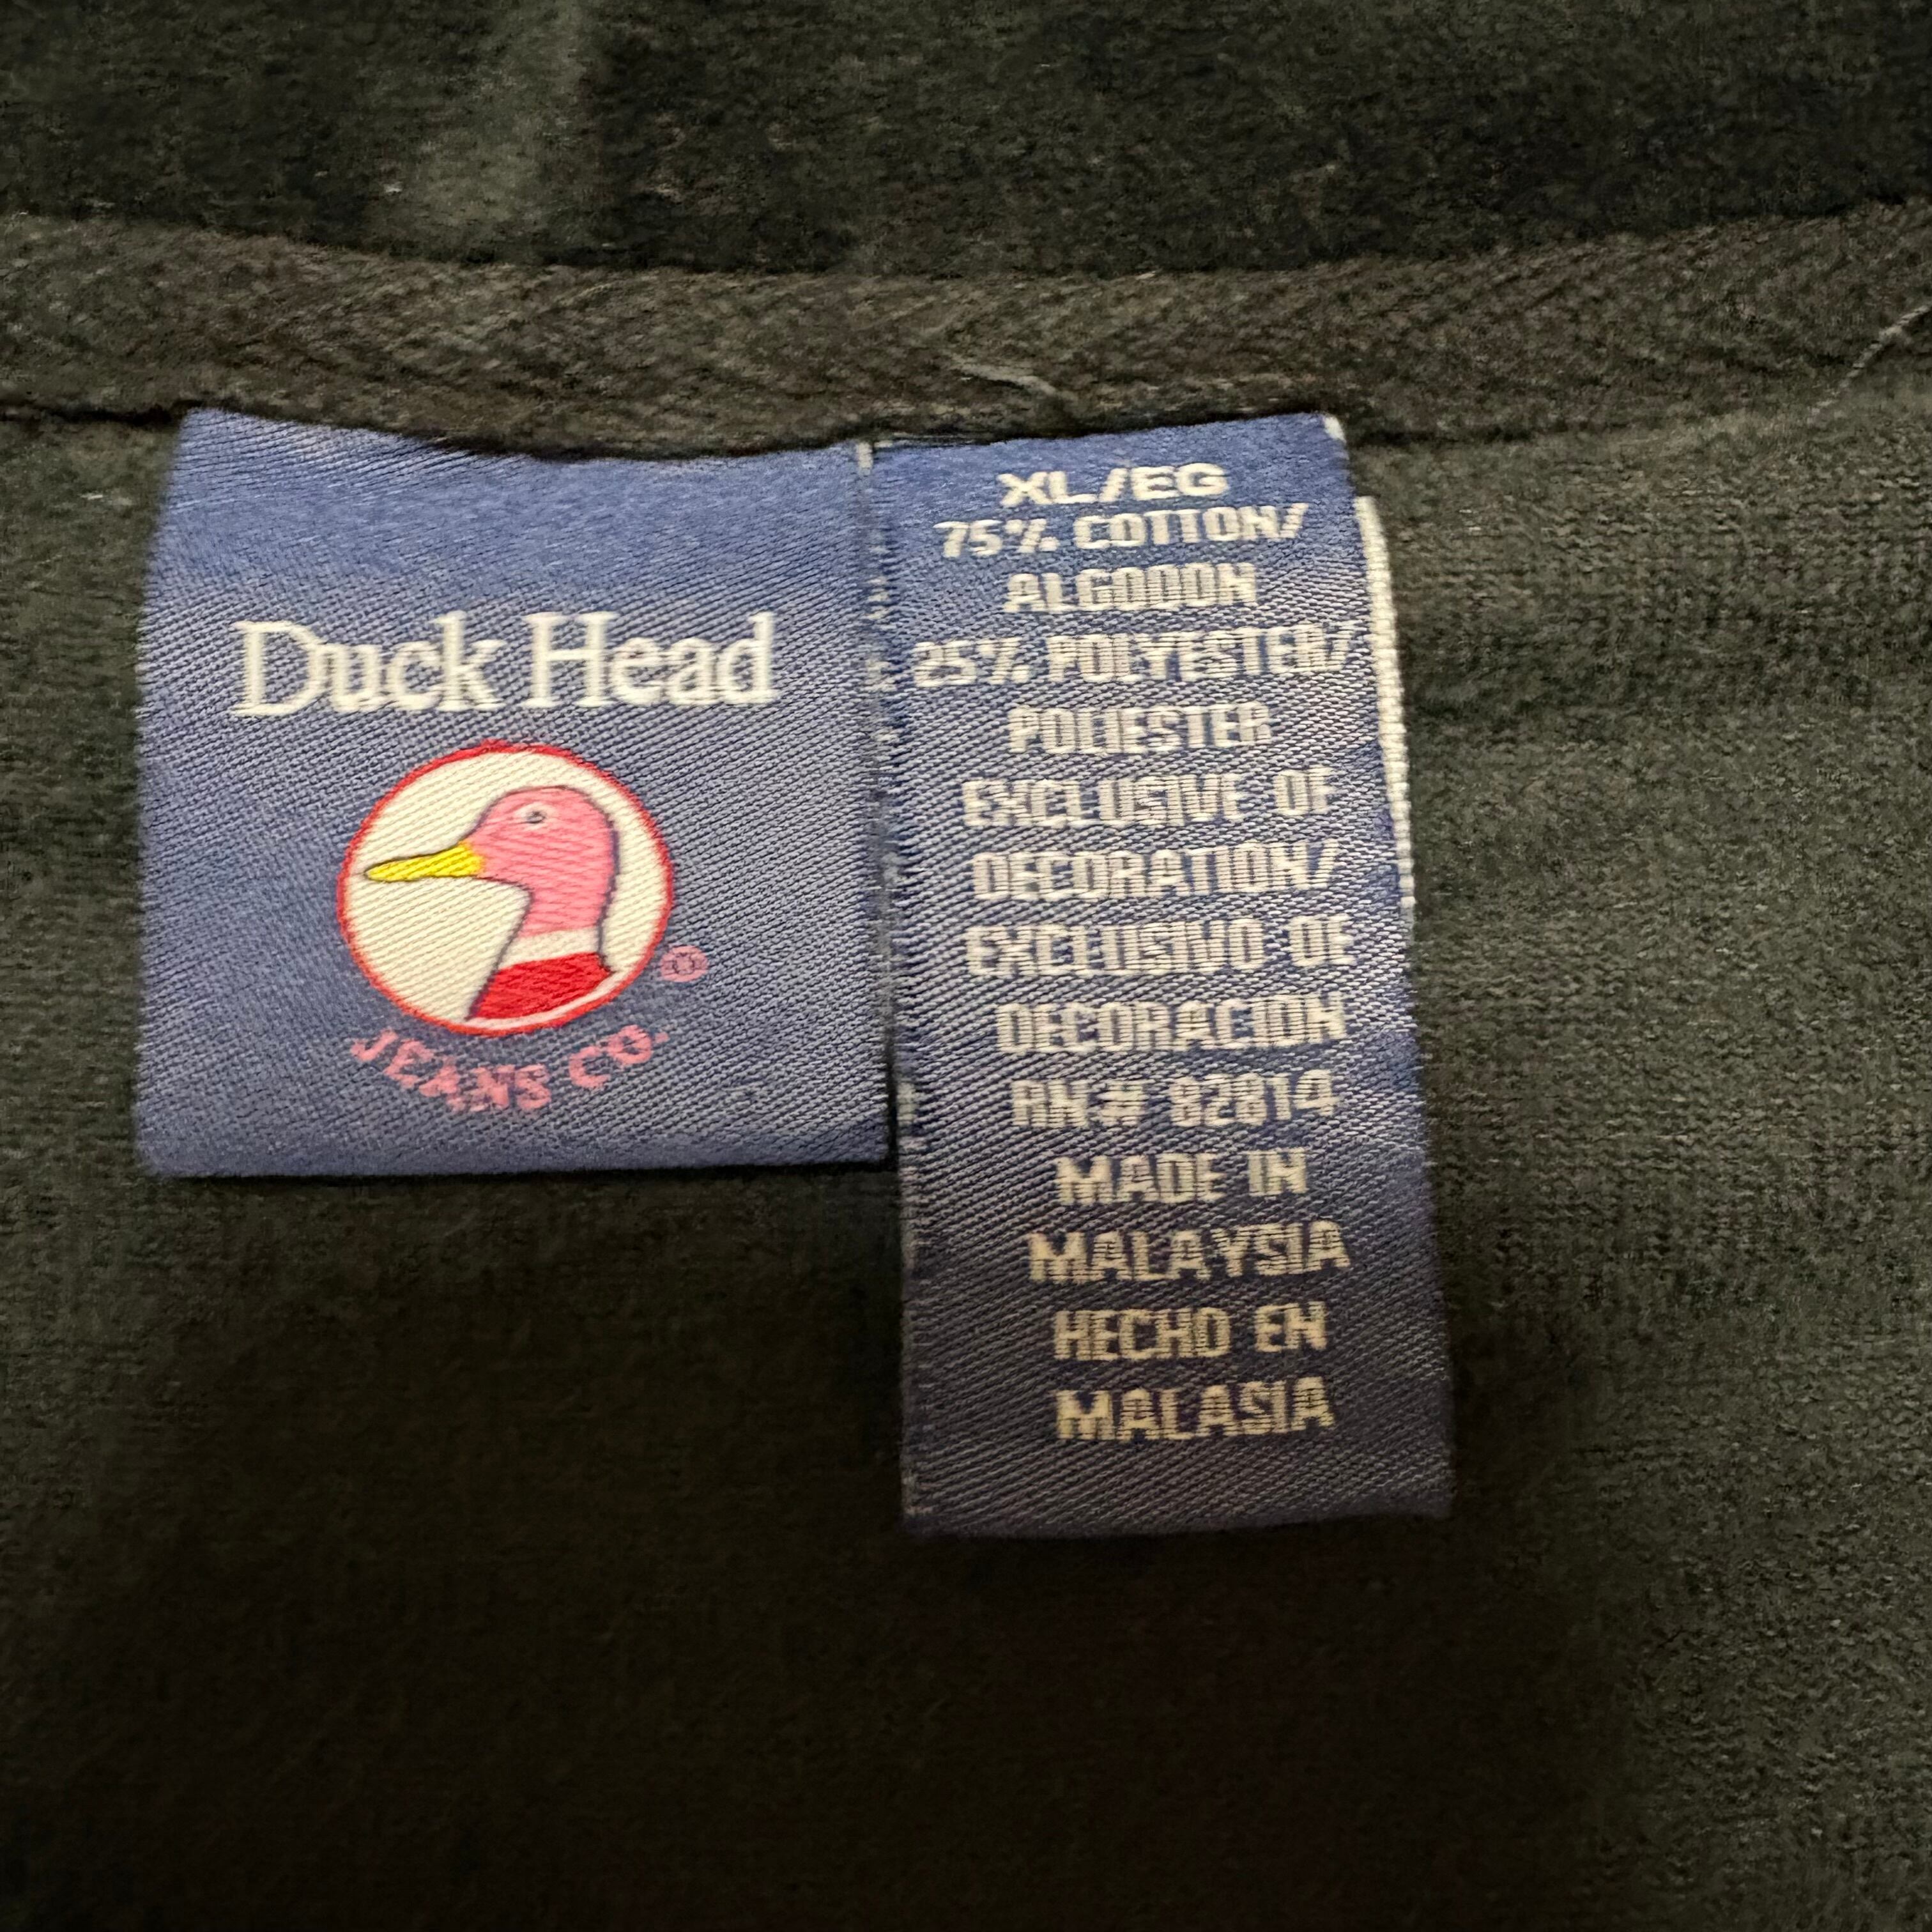 Duck Head
®
JEANS CO.
XL/EG
75% COTTON/
ALGODON
25% POLYESTER/
POLIESTER
EXCLUSIVE OF
DECORATION/
EXCLUSIVO DE
DECORACION
RN# 82814
MADE IN
MALAYSIA
HECHO EN
MALASIA